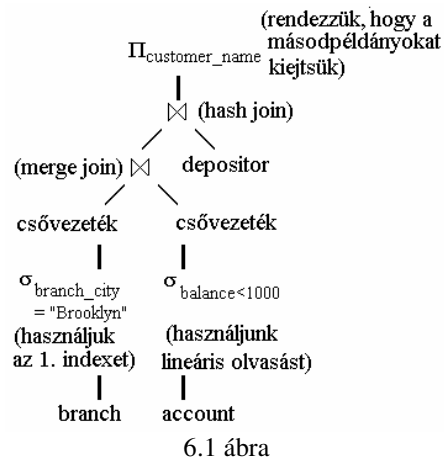 Π customer_name (rendezzük, hogy a
másodpéldányokat
kiejtsük)
⋈ (hash join)
(merge join) ⋈ depositor
csővezeték csővezeték
σ branch_city σ balance<1000
= "Brooklyn"
(használjuk (használjunk
az 1. indexet) lineáris olvasást)
branch account
6.1 ábra